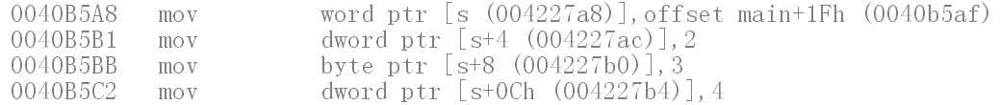 0040B5A8 mov word ptr [s (004227a8)],offset main+1Fh (0040b5af)
0040B5B1 mov dword ptr [s+4 (004227ac)],2
0040B5BB mov byte ptr [s+8 (004227b0)],3
0040B5C2 mov dword ptr [s+0Ch (004227b4)],4